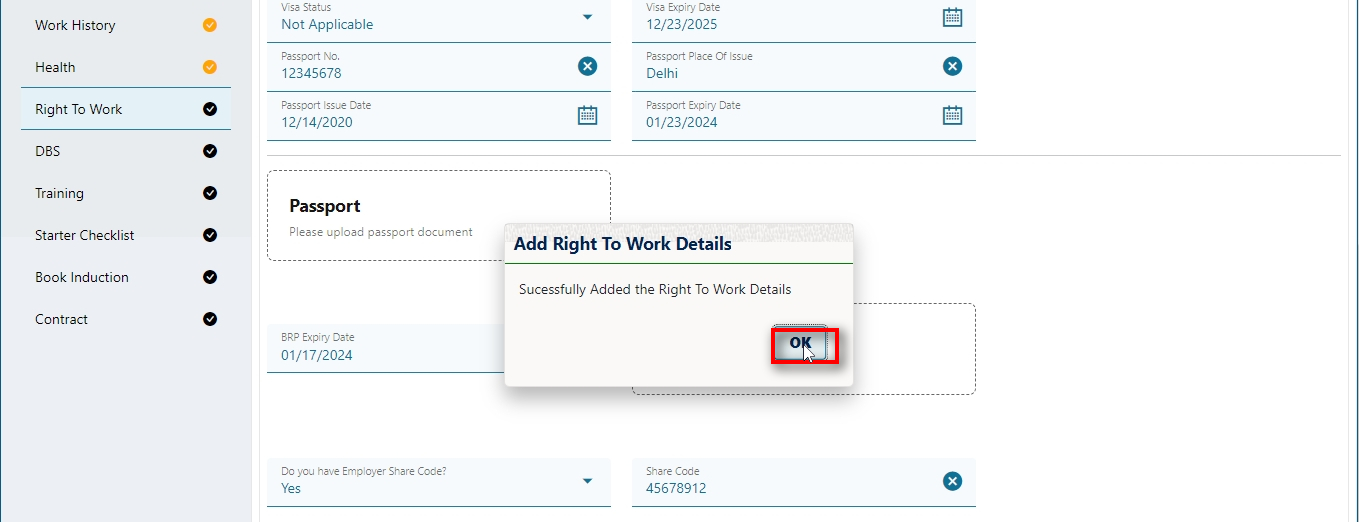 Work History
Health
Right To Work
DBS
Training
Starter Checklist
Book Induction
Contract
Visa Status
Not Applicable
Visa Expiry Date
12/23/2025
Passport No.
12345678
Passport Place Of Issue
Delhi
Passport Issue Date
12/14/2020
Passport Expiry Date
01/23/2024
Passport
Please upload passport document
Add Right To Work Details
Sucessfully Added the Right To Work Details
OK
BRP Expiry Date
01/17/2024
Do you have Employer Share Code?
Yes
Share Code
45678912